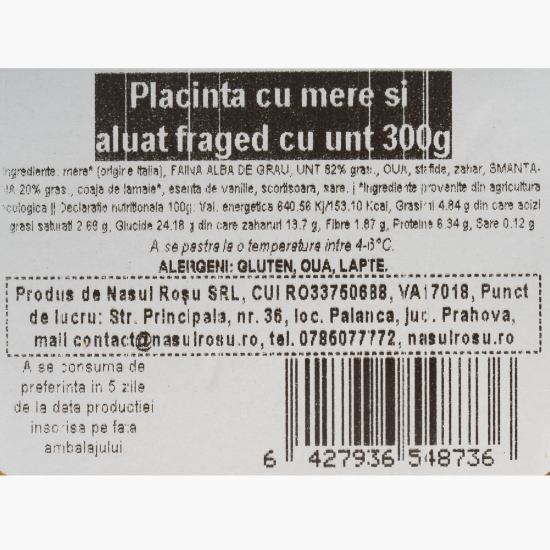 Placinta cu mere si
aluat fraged cu unt 300g
Ingrediente: mere* (origine Italia), FAINA ALBA DE GRAU, UNT 82% gras., OUA, stafide, zahar, SMANTA-
NA 20% gras., coaja de lamaie*, esenta de vanilie, scortisoara, sare. | *Ingrediente provenite din agricultura
ecologica || Declaratie nutritionala 100g: Val. energetica 640.56 Kj/153.10 Kcal, Grasimi 4.84 g din care acizi
grasi saturati 2.68 g, Glucide 24.18 g din care zaharuri 13.7 g, Fibre 1.87 g, Proteine 6.34 g, Sare 0.12 g
A se pastra la o temperatura intre 4-6°C.
ALERGENI: GLUTEN, OUA, LAPTE.
Produs de Nasul Roșu SRL, CUI RO33750688, VA17018, Punct
de lucru: Str. Principala, nr. 36, loc. Palanca, jud. Prahova,
mail contact@nasulrosu.ro, tel. 0786077772, nasulrosu.ro
A se consuma de
preferinta in 5 zile
de la data productiei
inscrisa pe fata
ambalajului
6 427936 548736